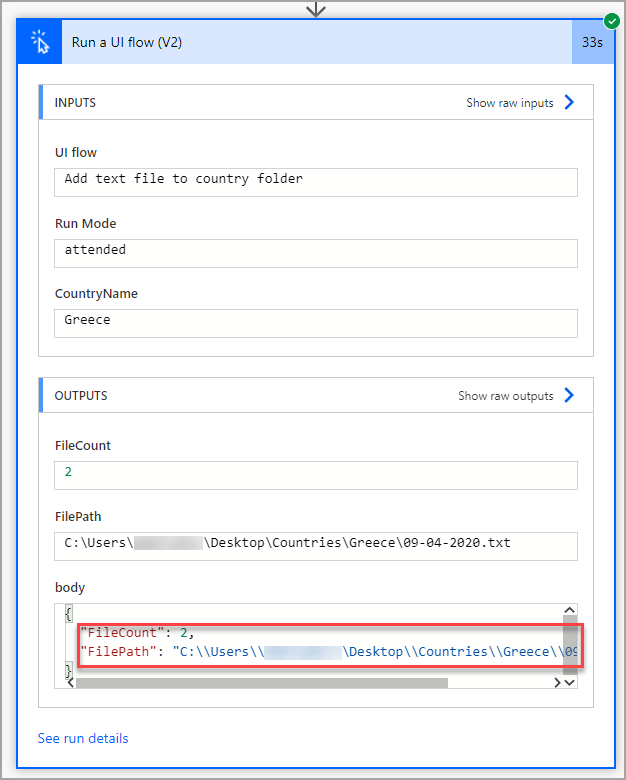 Run a UI flow (V2)
33s
INPUTS
Show raw inputs
UI flow
Add text file to country folder
Run Mode
attended
CountryName
Greece
OUTPUTS
Show raw outputs
FileCount
2
FilePath
C:\Users\ \Desktop\Countries\Greece\09-04-2020.txt
body
{
"FileCount": 2,
"FilePath": "C:\\Users\\ \Desktop\\Countries\\Greece\\09
}
See run details